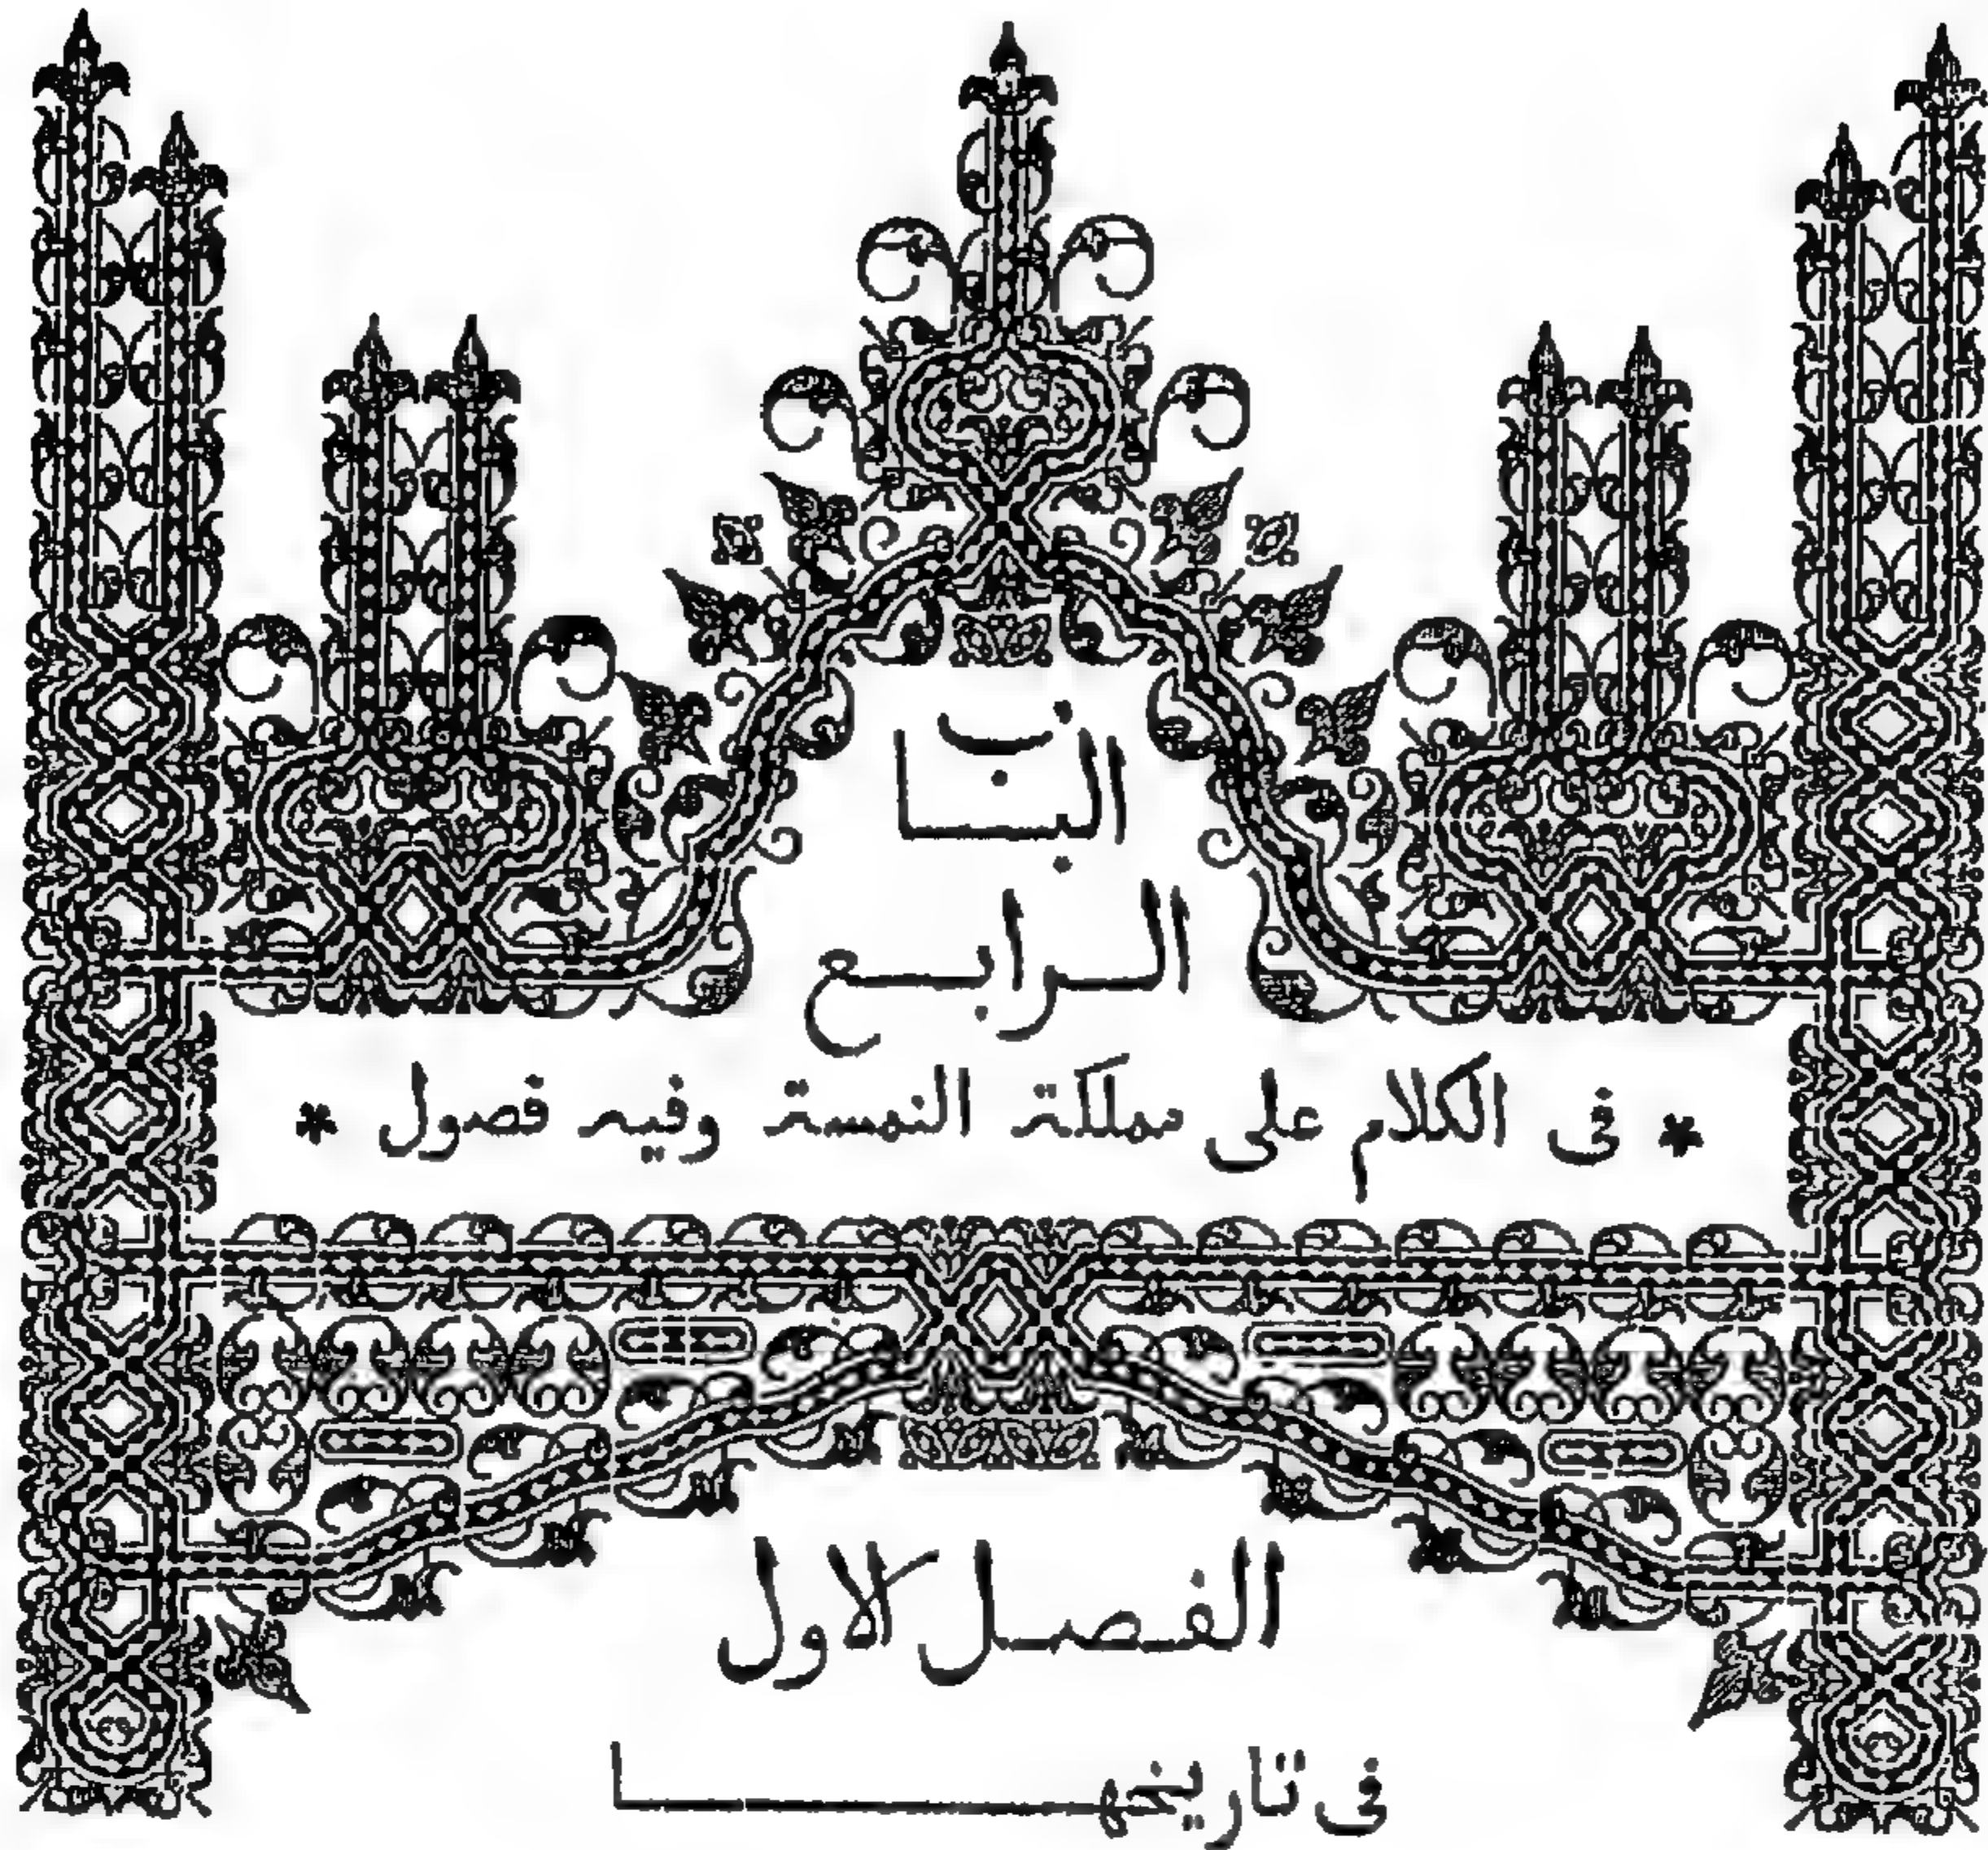 الباب
الرابع
* فى الكلام على مملكة النمسة وفيه فصول *
الفصل الاول
فى تاريخها